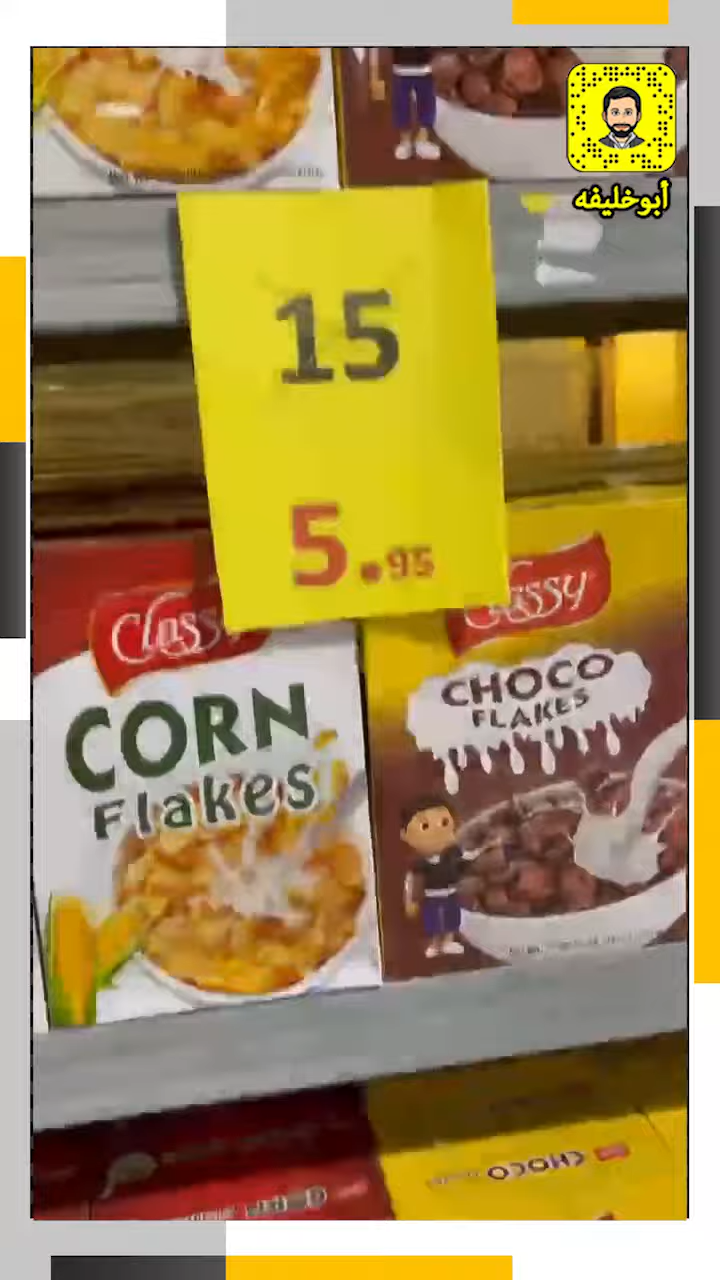 أبوخليفه
15
5.95
Classy
CORN
Flakes
Classy
CHOCO
FLAKES
CHOCO